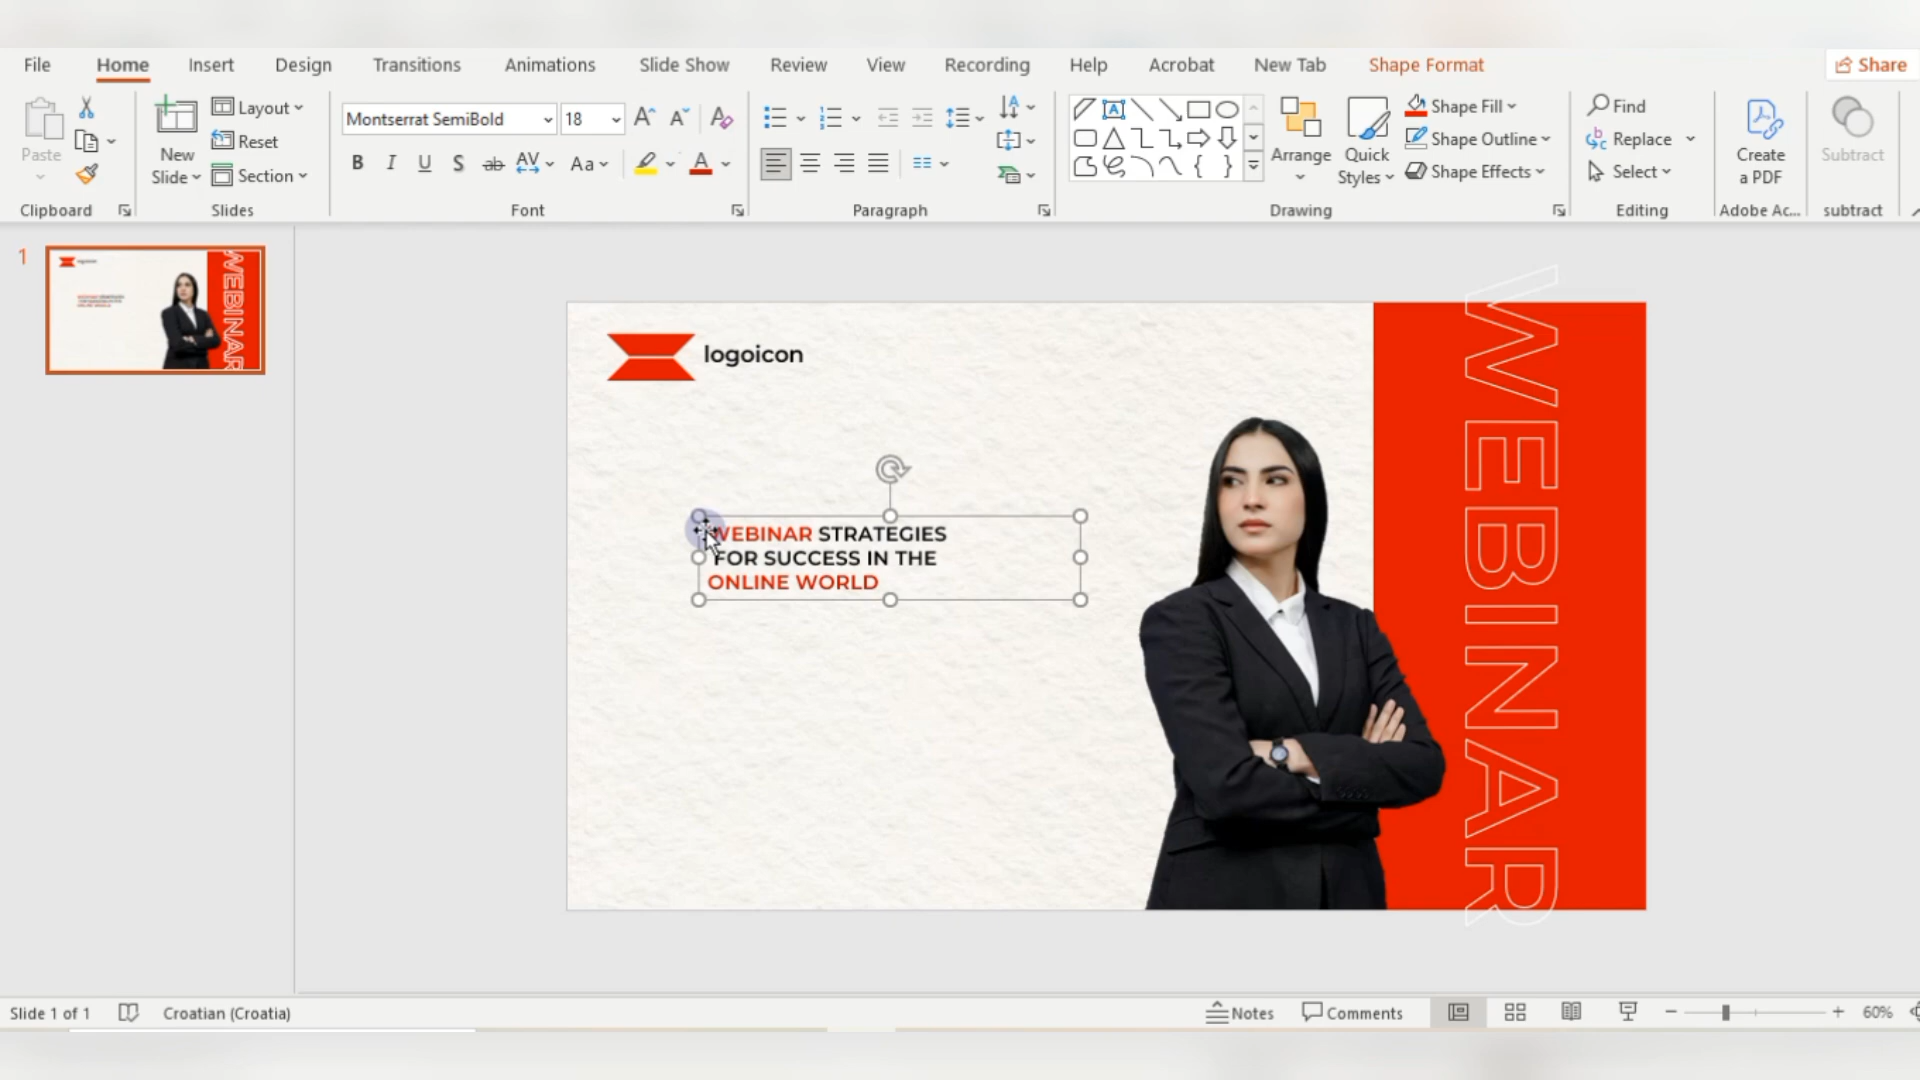 File Home Insert Design Transitions Animations Slide Show Review View Recording Help Acrobat New Tab Shape Format Share
Paste
Clipboard
New
Slide
Layout
Reset
Section
Slides
Montserrat SemiBold 18
B I U S ab AV Aa A
Font
Paragraph
Arrange
Quick
Styles
Shape Fill
Shape Outline
Shape Effects
Drawing
Find
Replace
Select
Editing
Create
a PDF
Adobe Ac...
Subtract
subtract
1
logoicon
WEBINAR STRATEGIES
FOR SUCCESS IN THE
ONLINE WORLD
WEBINAR
Slide 1 of 1 Croatian (Croatia) Notes Comments 60%